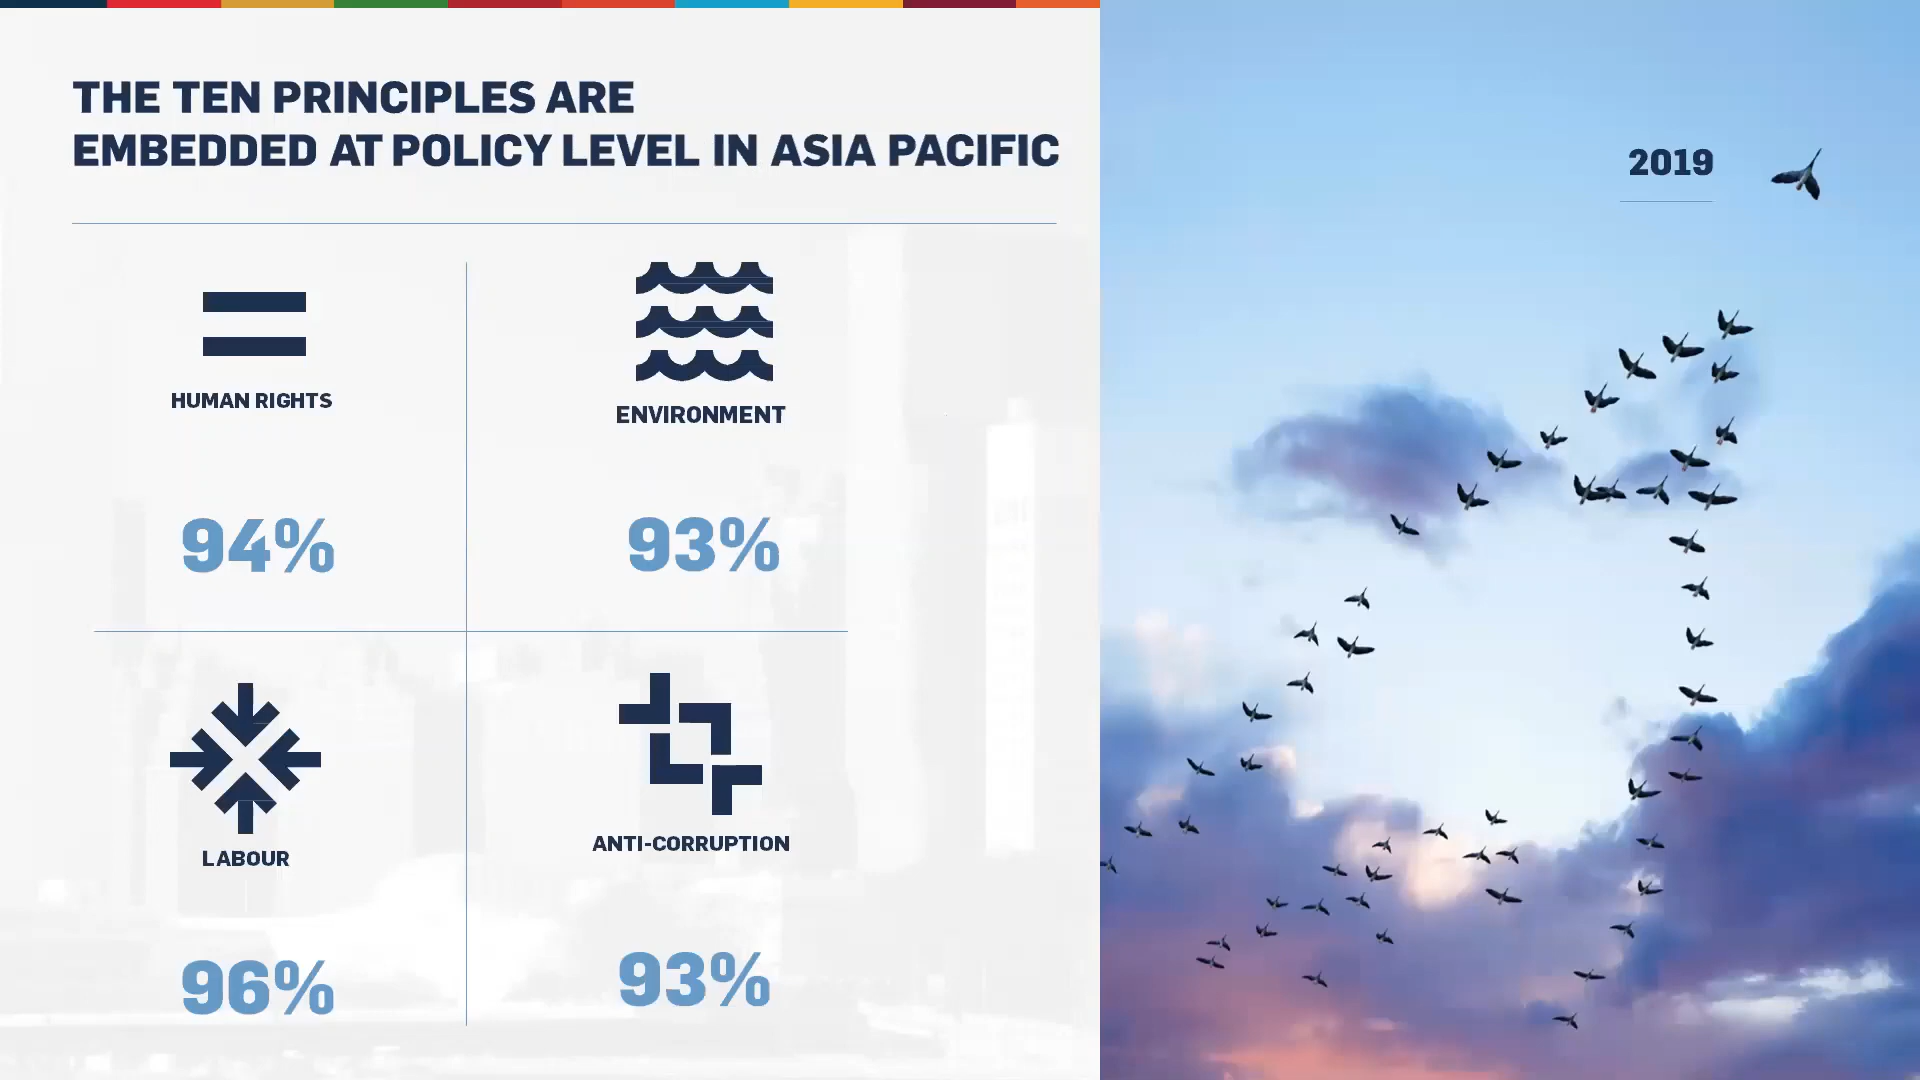 THE TEN PRINCIPLES ARE
EMBEDDED AT POLICY LEVEL IN ASIA PACIFIC
2019
HUMAN RIGHTS
94%
ENVIRONMENT
93%
LABOUR
96%
ANTI-CORRUPTION
93%